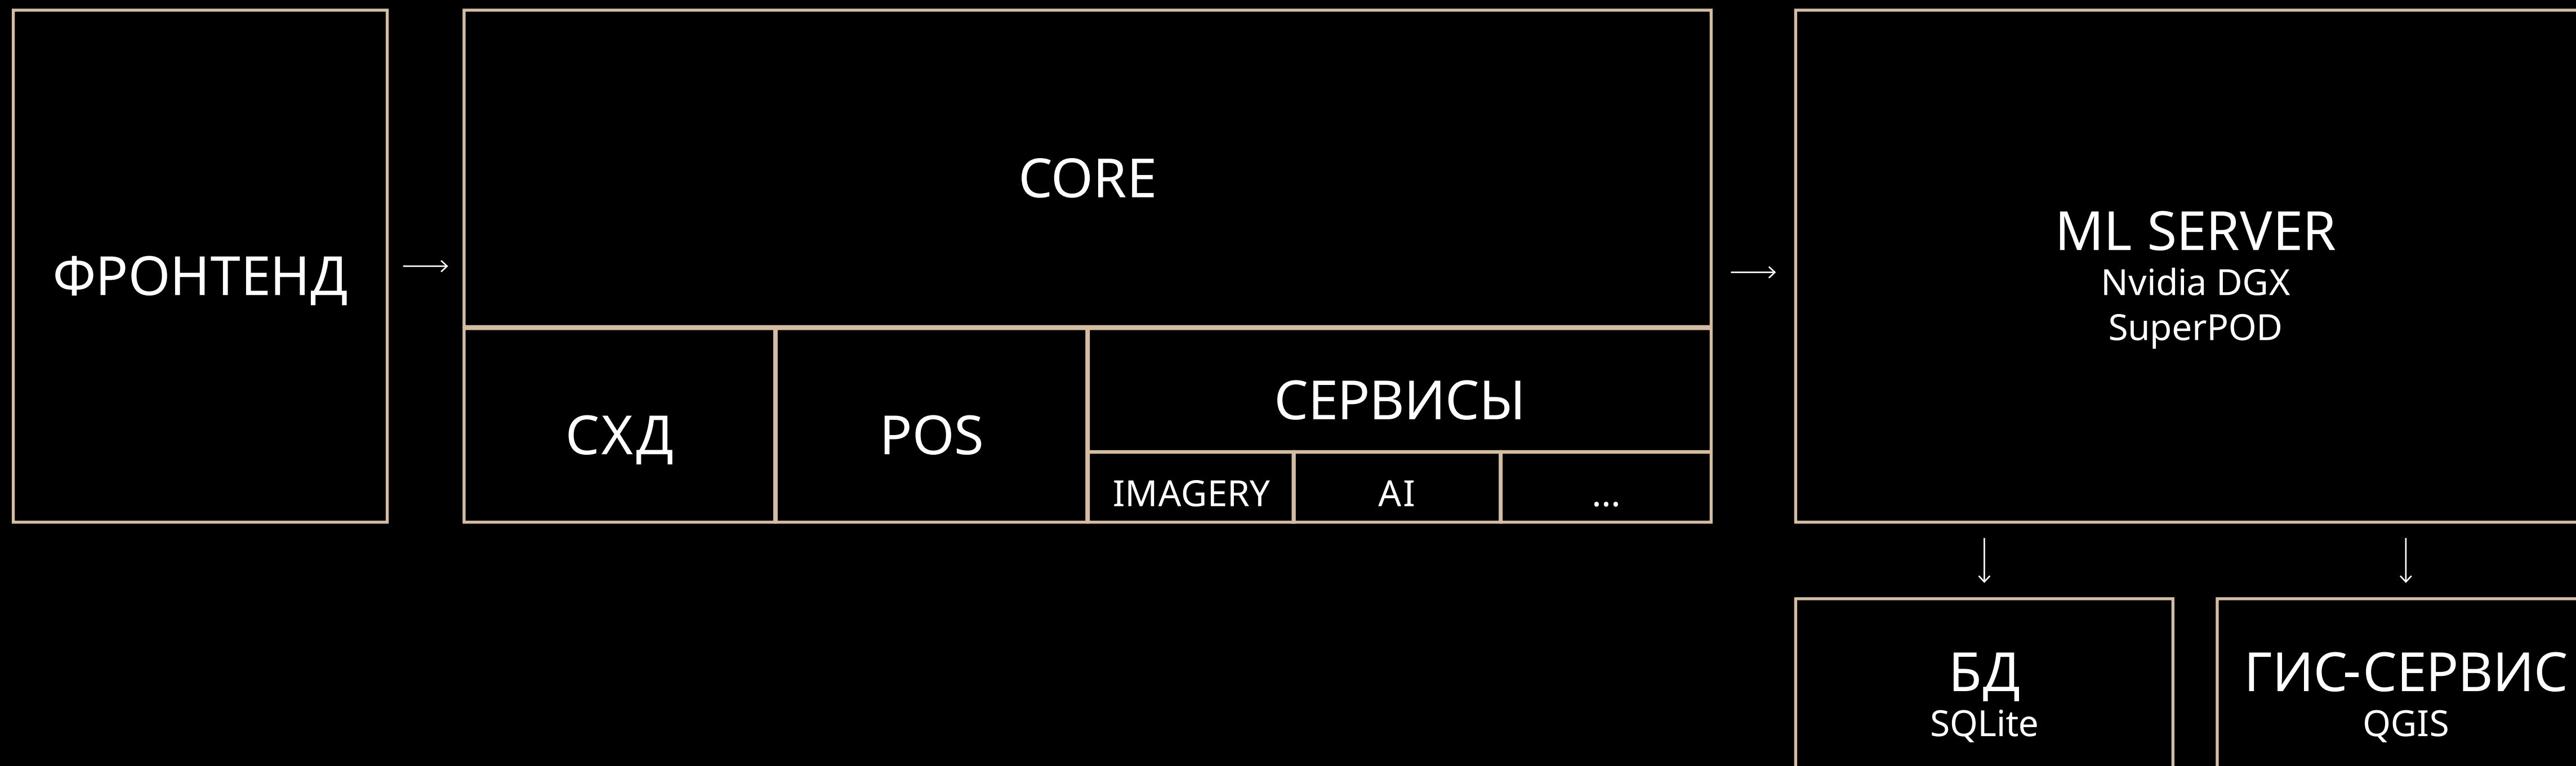 ФРОНТЕНД
CORE
СХД
POS
СЕРВИСЫ
IMAGERY
AI
...
ML SERVER
Nvidia DGX
SuperPOD
БД
SQLite
ГИС-СЕРВИС
QGIS